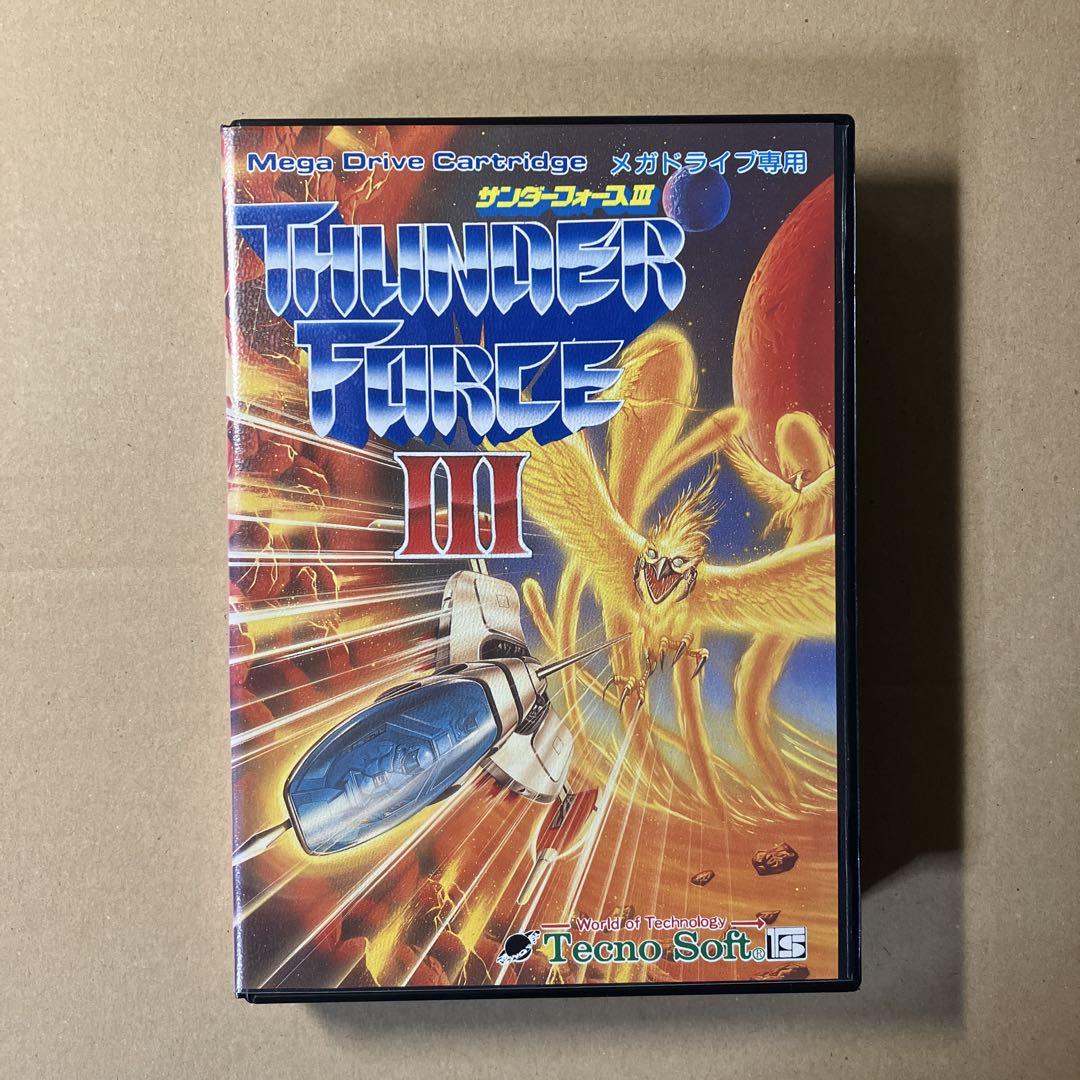 Mega Drive Cartridge メガドライブ専用
サンダーフォースIII
THUNDER
FORCE
III
World of Technology
Tecno Soft® TS